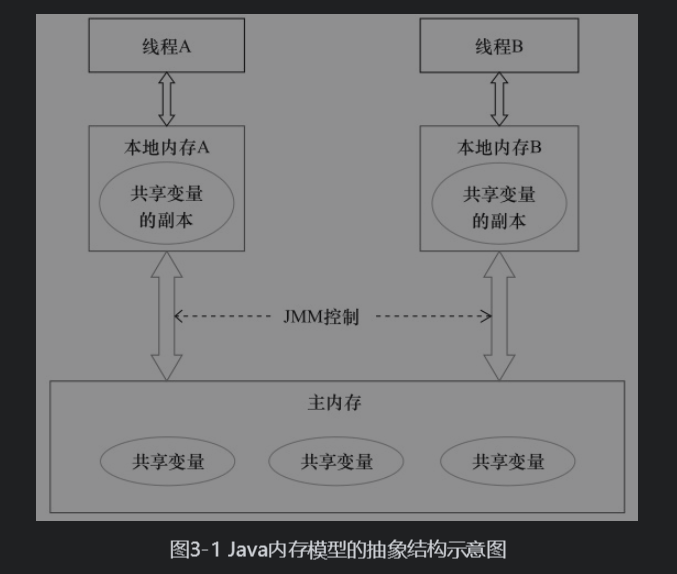 线程A
线程B
本地内存A
共享变量
的副本
本地内存B
共享变量
的副本
JMM控制
主内存
共享变量
共享变量
共享变量
图3-1 Java内存模型的抽象结构示意图